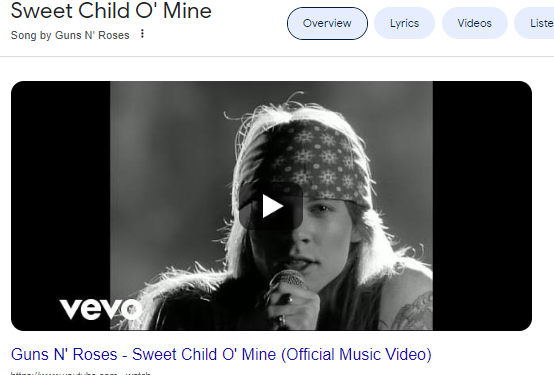 Sweet Child O' Mine
Song by Guns N' Roses
Overview
Lyrics
Videos
Liste
vevo
Guns N' Roses - Sweet Child O' Mine (Official Music Video)